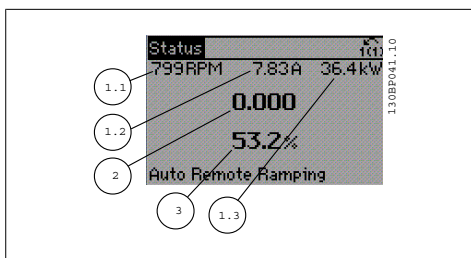 Status 1(1)
799RPM 7.83A 36.4kW
0.000
53.2%
Auto Remote Ramping
1.1
1.2
2
3
1.3
130BP041.10